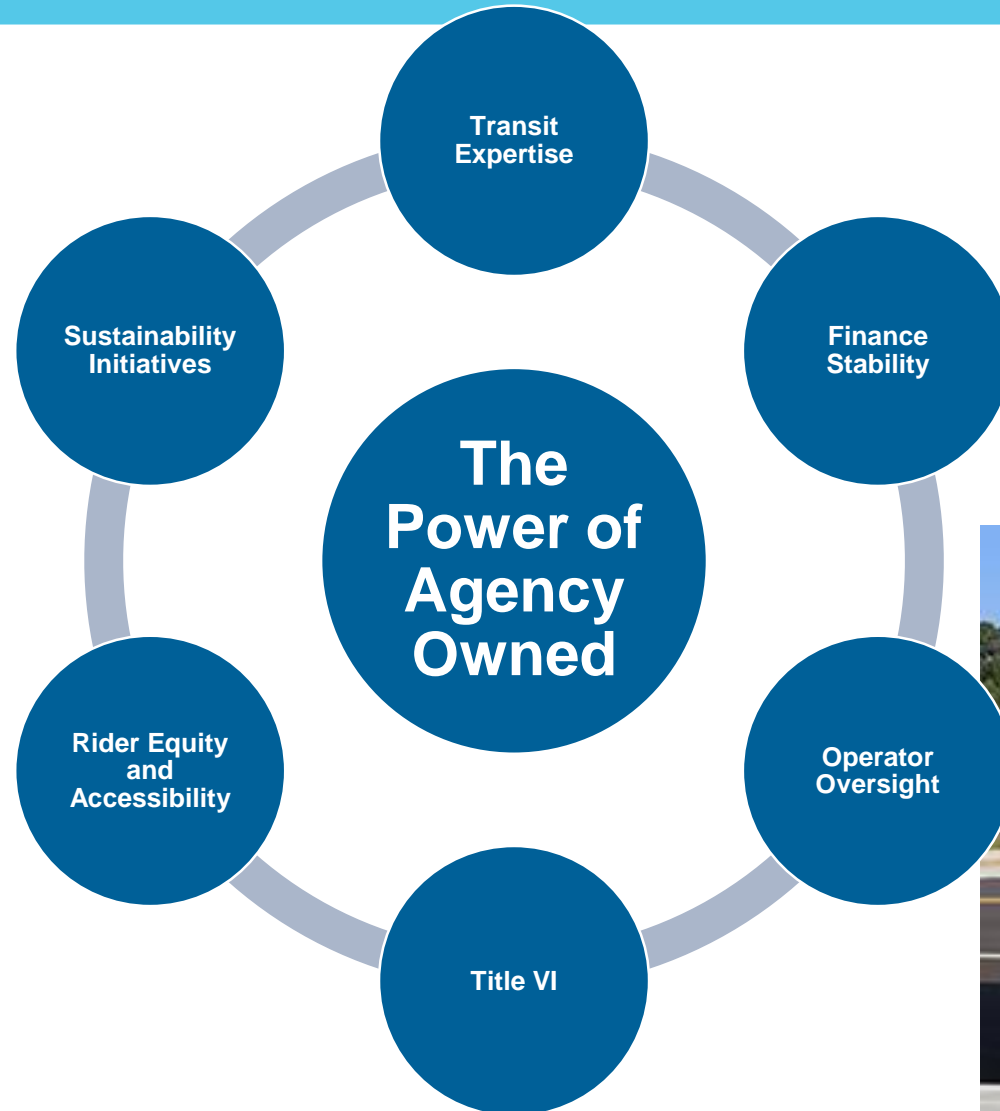 Transit
Expertise
Sustainability
Initiatives
Finance
Stability
The
Power of
Agency
Owned
Rider Equity
and
Accessibility
Operator
Oversight
Title VI